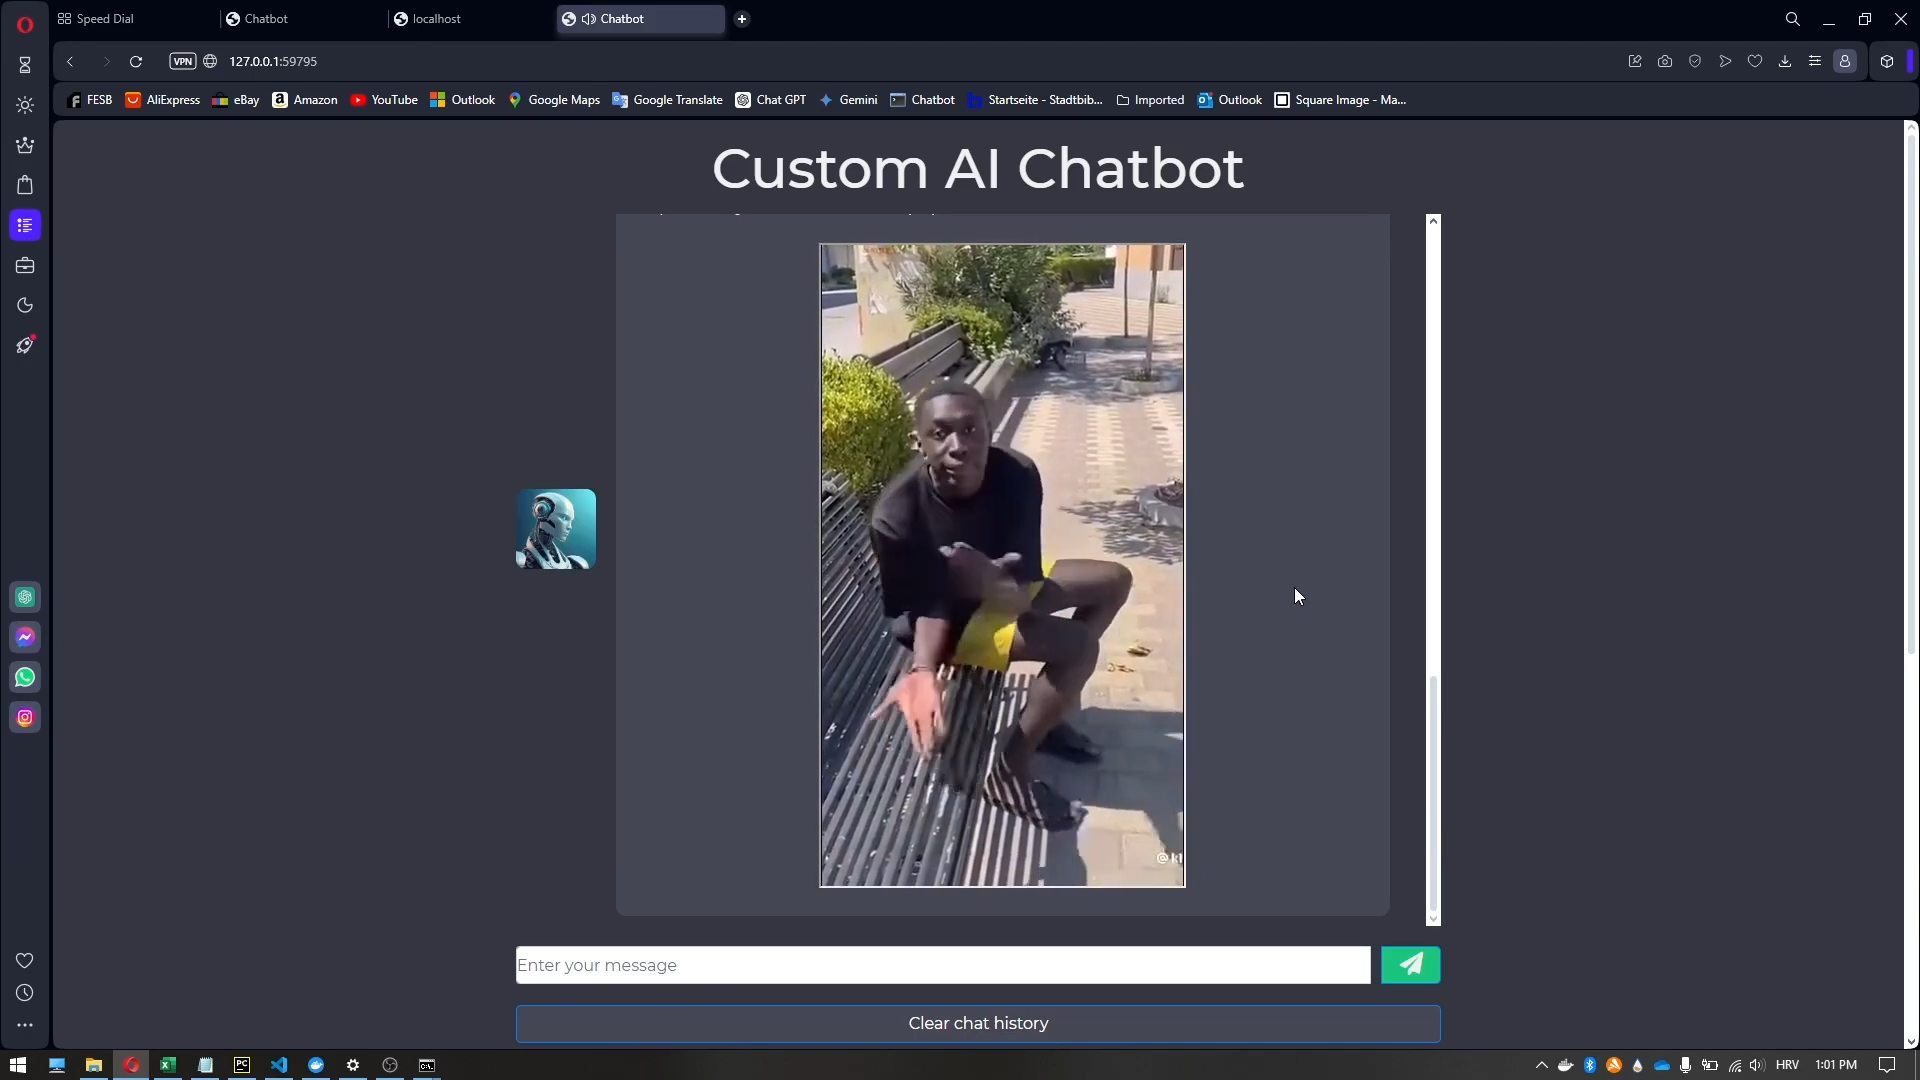 Speed Dial
Chatbot
localhost
Chatbot
VPN
127.0.0.1:59795
FESB
AliExpress
eBay
Amazon
YouTube
Outlook
Google Maps
Google Translate
Chat GPT
Gemini
Chatbot
Startseite - Stadtbib...
Imported
Outlook
Square Image - Ma...
Custom AI Chatbot
Enter your message
Clear chat history
PC
HRV
1:01 PM